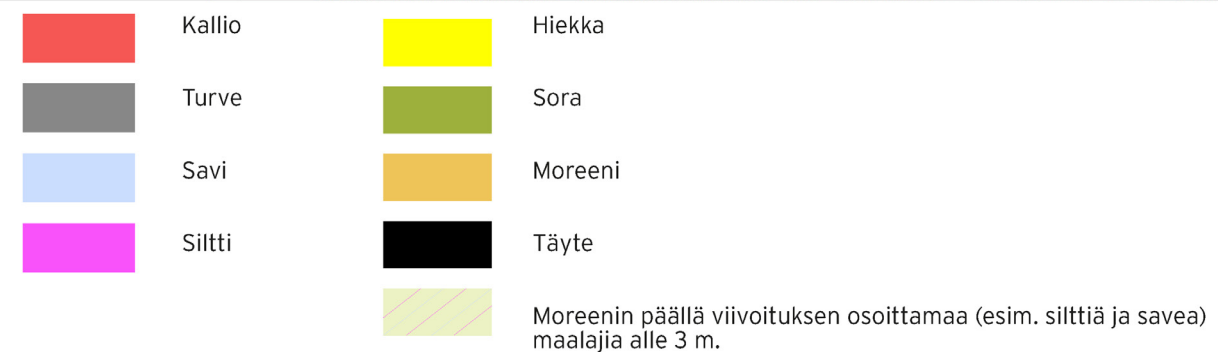 Kallio
Turve
Savi
Siltti
Hiekka
Sora
Moreeni
Täyte
Moreenin päällä viivoituksen osoittamaa (esim. silttiä ja savea)
maalajia alle 3 m.